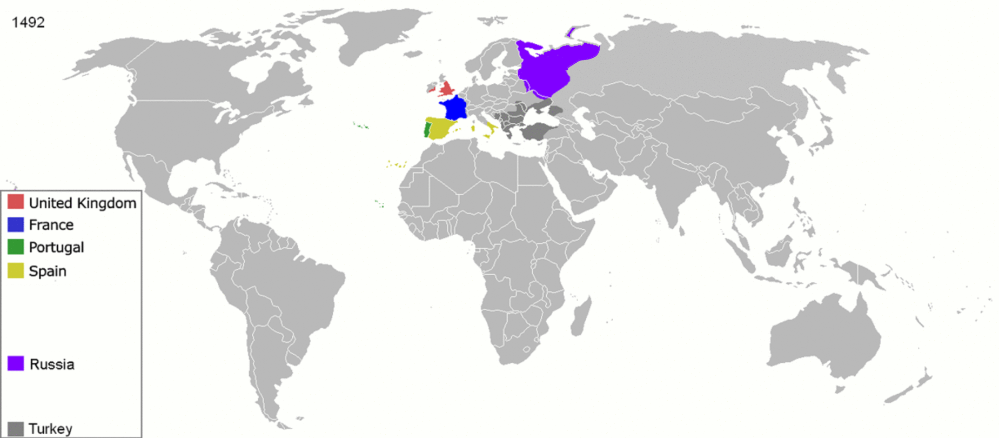 1492
United Kingdom
France
Portugal
Spain
Russia
Turkey